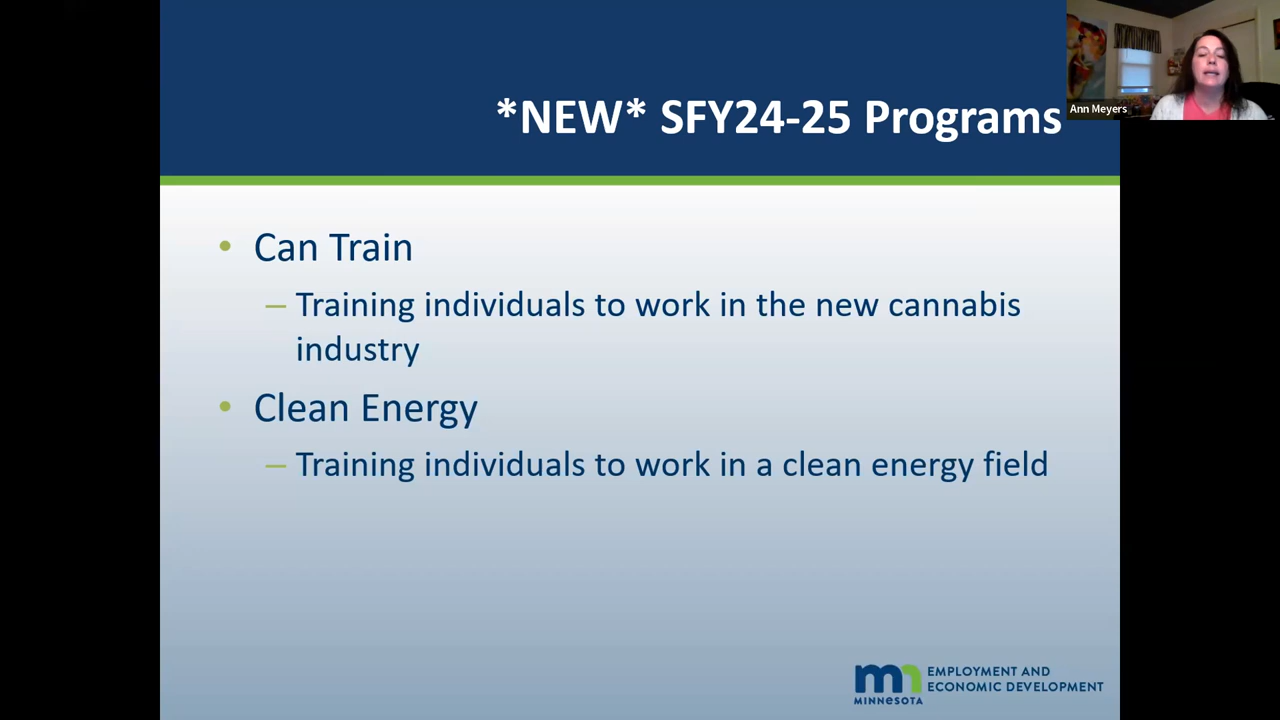 *NEW* SFY24-25 Programs
Ann Meyers
• Can Train
– Training individuals to work in the new cannabis
industry
• Clean Energy
– Training individuals to work in a clean energy field
mn EMPLOYMENT AND
MINNESOTA ECONOMIC DEVELOPMENT